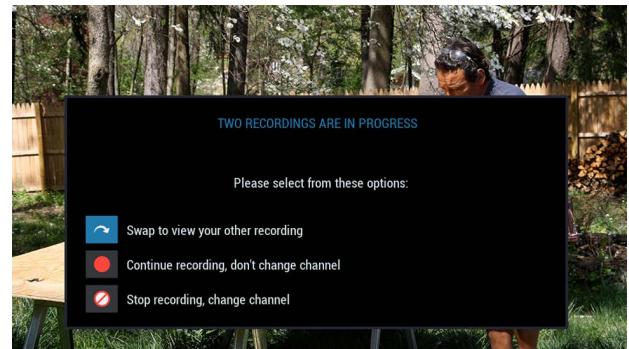 TWO RECORDINGS ARE IN PROGRESS
Please select from these options:
Swap to view your other recording
Continue recording, don't change channel
Stop recording, change channel